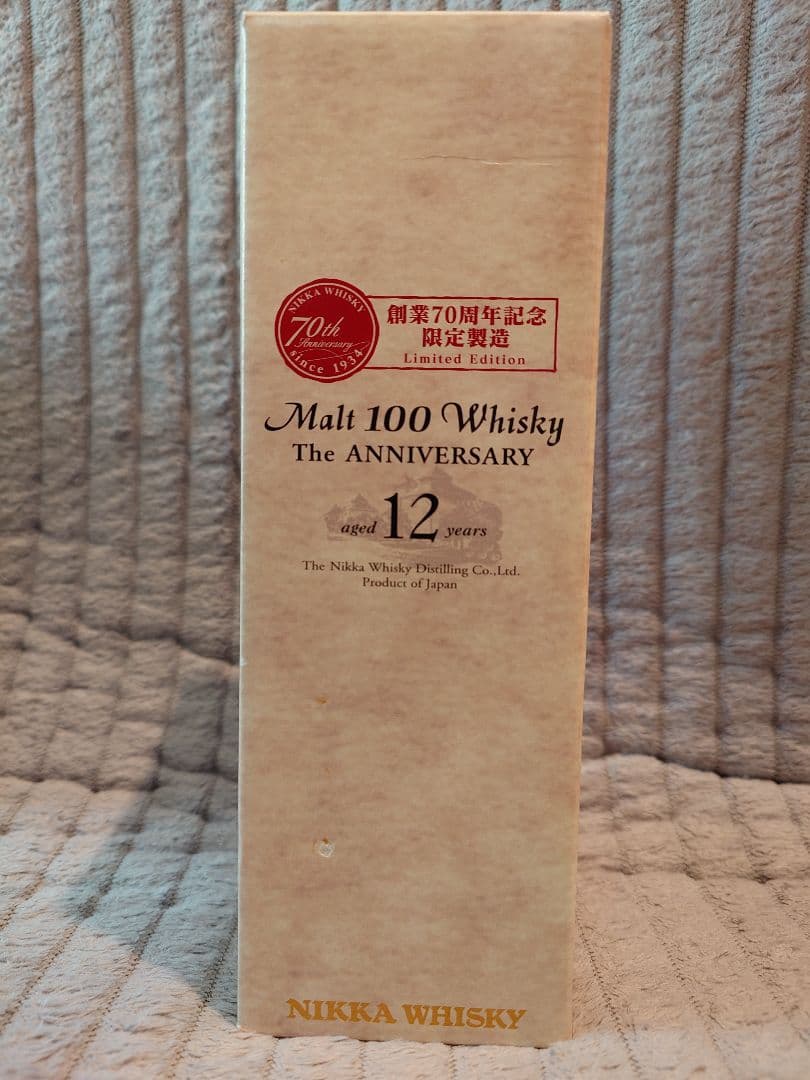 NIKKA WHISKY
70th
Anniversary
since 1934
創業70周年記念
限定製造
Limited Edition
Malt 100 Whisky
The ANNIVERSARY
aged 12 years
The Nikka Whisky Distilling Co.,Ltd.
Product of Japan
NIKKA WHISKY